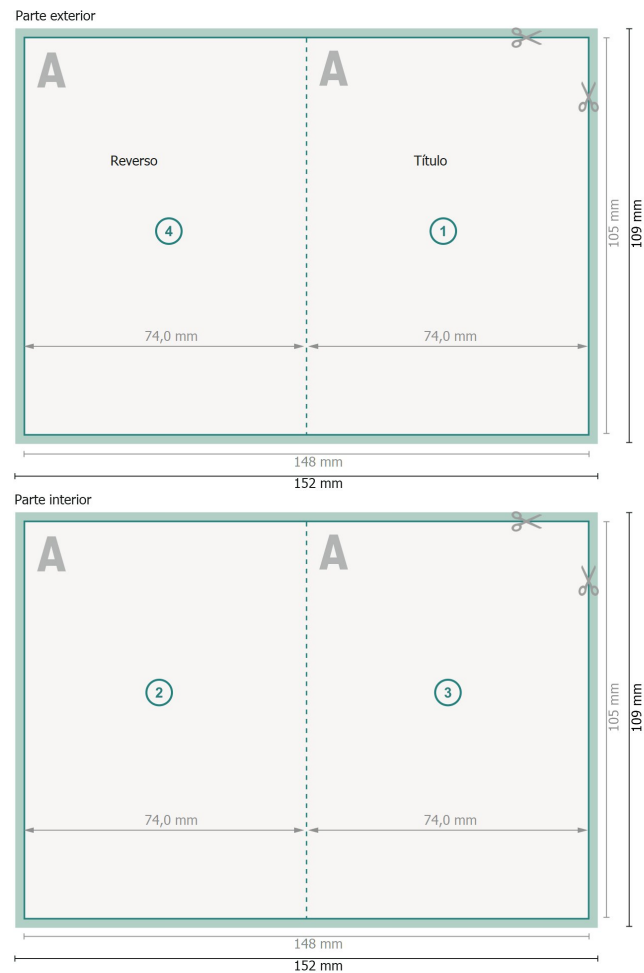 Parte exterior
A
A
Reverso
Título
4
1
105 mm
109 mm
74,0 mm
74,0 mm
148 mm
152 mm
Parte interior
A
A
2
3
105 mm
109 mm
74,0 mm
74,0 mm
148 mm
152 mm